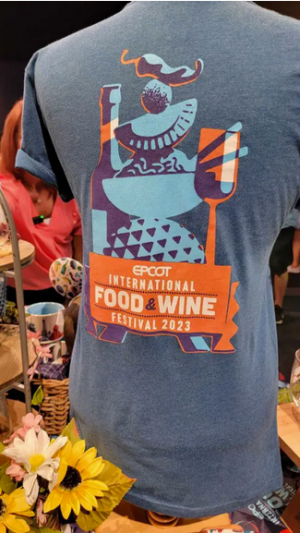 EPCOT
INTERNATIONAL
FOOD & WINE
FESTIVAL 2023